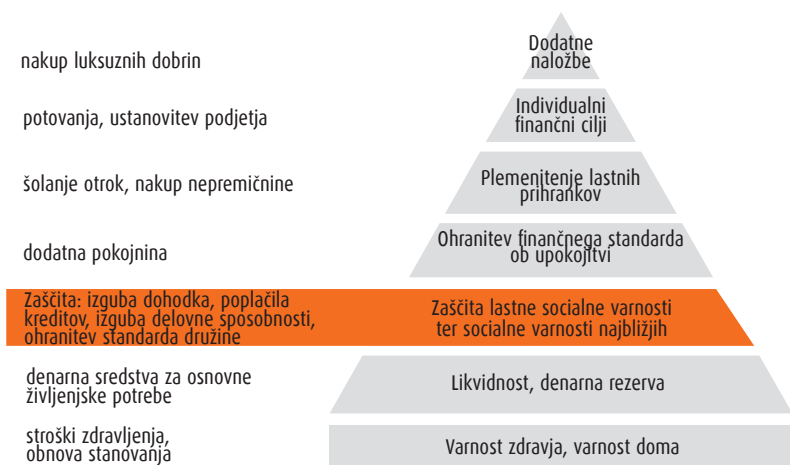 nakup luksuznih dobrin
Dodatne
naložbe
potovanja, ustanovitev podjetja
Individualni
finančni cilji
šolanje otrok, nakup nepremičnine
Plemenitenje lastnih
prihrankov
dodatna pokojnina
Ohranitev finančnega standarda
ob upokojitvi
Zaščita: izguba dohodka, poplačila
kreditov, izguba delovne sposobnosti,
ohranitev standarda družine
Zaščita lastne socialne varnosti
ter socialne varnosti najbližjih
denarna sredstva za osnovne
življenjske potrebe
Likvidnost, denarna rezerva
stroški zdravljenja,
obnova stanovanja
Varnost zdravja, varnost doma